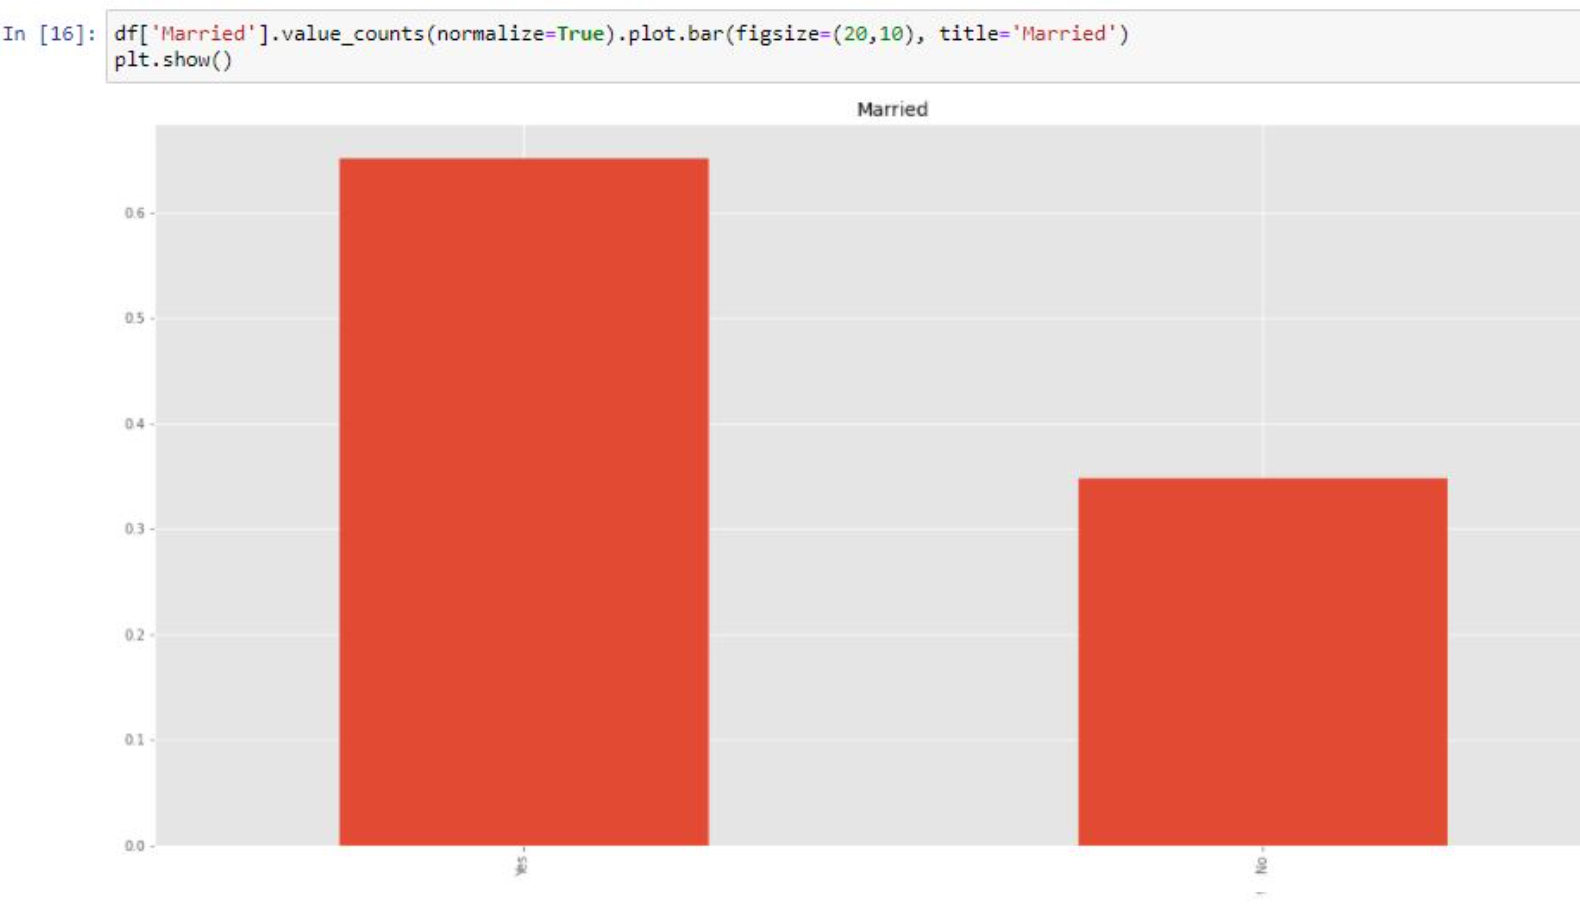 In [16]: df['Married'].value_counts(normalize=True).plot.bar(figsize=(20,10), title='Married')
plt.show()
Married
0.6
0.5
0.4
0.3
0.2
0.1
0.0
Yes
No